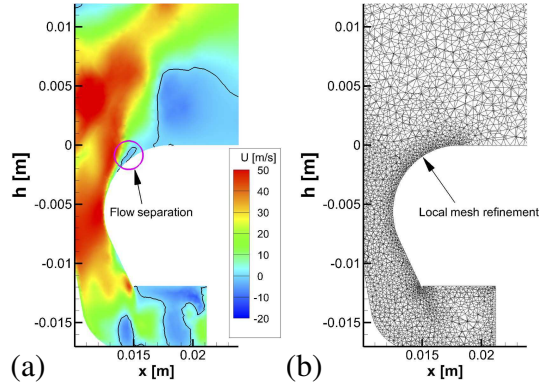 0.01
0.005
0
-0.005
-0.01
-0.015
h [m]
0.015
0.02
x [m]
(a)
Flow separation
U [m/s]
50
40
30
20
10
0
-10
-20
0.01
0.005
0
-0.005
-0.01
-0.015
h [m]
0.015
0.02
x [m]
(b)
Local mesh refinement